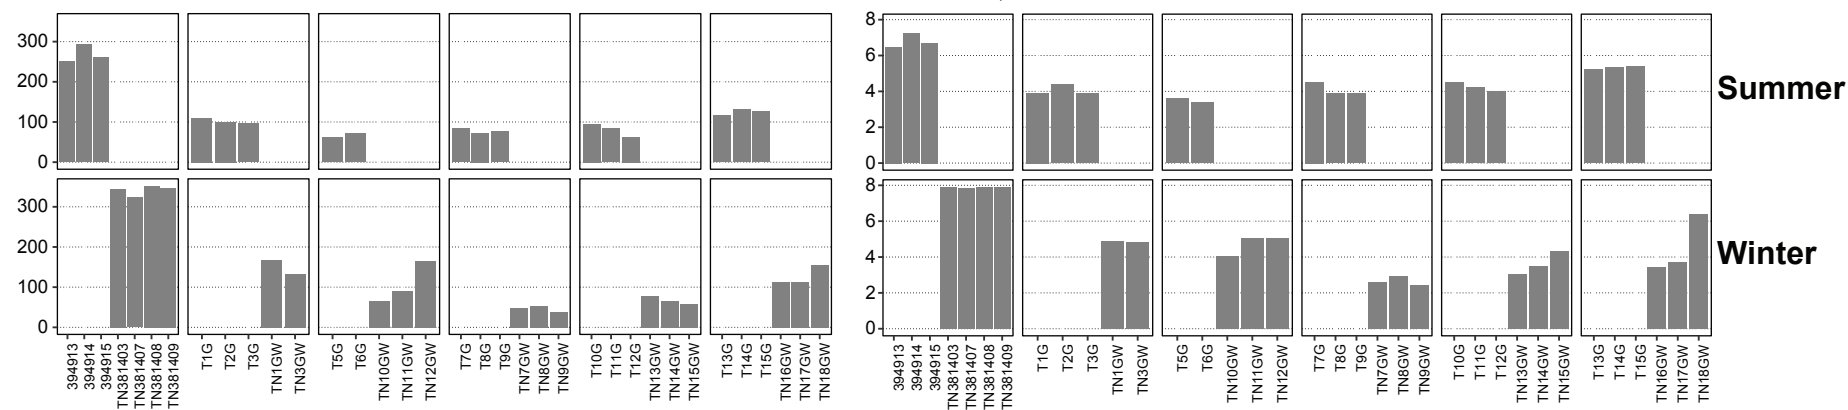 300
200
100
0
8
6
4
2
0
Summer
300
200
100
0
8
6
4
2
0
Winter
394913
394914
394915
TN381403
TN381407
TN381408
TN381409
T1G
T2G
T3G
TN1GW
TN3GW
T5G
T6G
TN10GW
TN11GW
TN12GW
T7G
T8G
T9G
TN7GW
TN8GW
TN9GW
T10G
T11G
T12G
TN13GW
TN14GW
TN15GW
T13G
T14G
T15G
TN16GW
TN17GW
TN18GW
394913
394914
394915
TN381403
TN381407
TN381408
TN381409
T1G
T2G
T3G
TN1GW
TN3GW
T5G
T6G
TN10GW
TN11GW
TN12GW
T7G
T8G
T9G
TN7GW
TN8GW
TN9GW
T10G
T11G
T12G
TN13GW
TN14GW
TN15GW
T13G
T14G
T15G
TN16GW
TN17GW
TN18GW